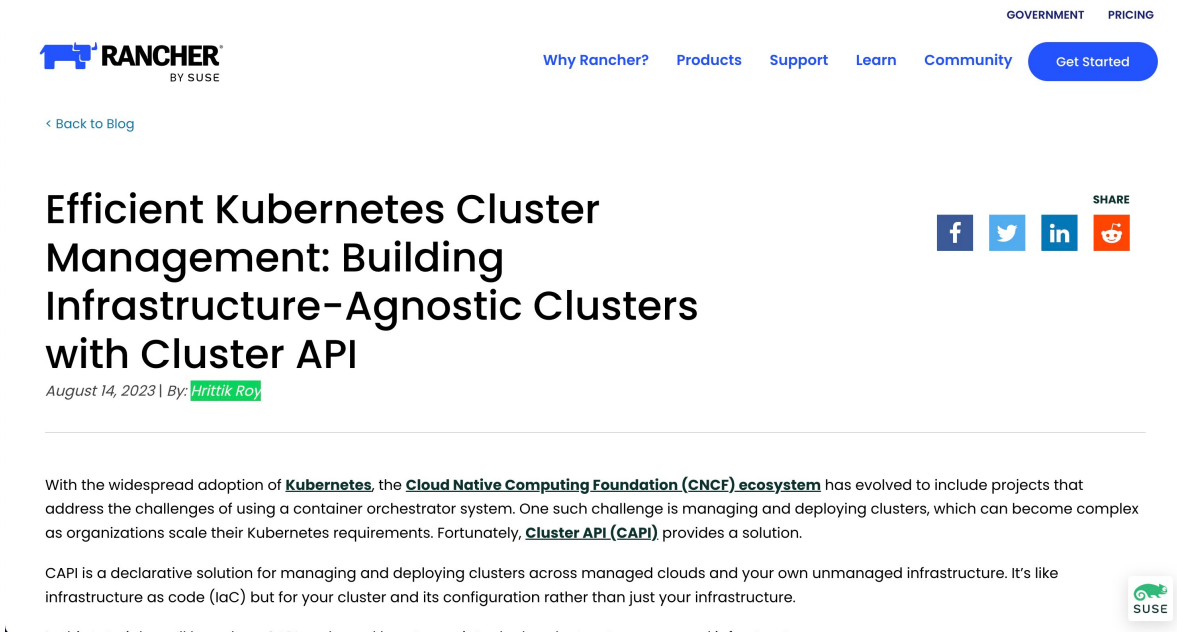 GOVERNMENT PRICING
RANCHER
BY SUSE
Why Rancher? Products Support Learn Community Get Started
< Back to Blog
Efficient Kubernetes Cluster
Management: Building
Infrastructure-Agnostic Clusters
with Cluster API
SHARE
August 14, 2023 | By: Hrittik Roy
With the widespread adoption of Kubernetes, the Cloud Native Computing Foundation (CNCF) ecosystem has evolved to include projects that
address the challenges of using a container orchestrator system. One such challenge is managing and deploying clusters, which can become complex
as organizations scale their Kubernetes requirements. Fortunately, Cluster API (CAPI) provides a solution.
CAPI is a declarative solution for managing and deploying clusters across managed clouds and your own unmanaged infrastructure. It’s like
infrastructure as code (IaC) but for your cluster and its configuration rather than just your infrastructure.
SUSE